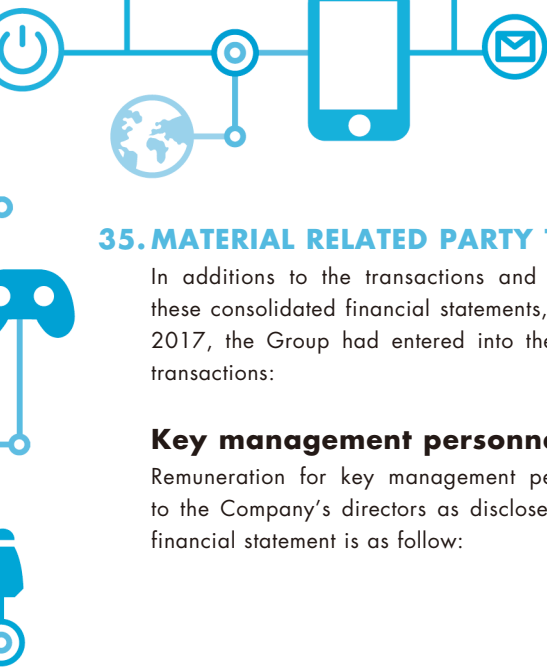 35. MATERIAL RELATED PARTY
In additions to the transactions and
these consolidated financial statements,
2017, the Group had entered into the
transactions:
Key management personne
Remuneration for key management pe
to the Company's directors as disclose
financial statement is as follow: